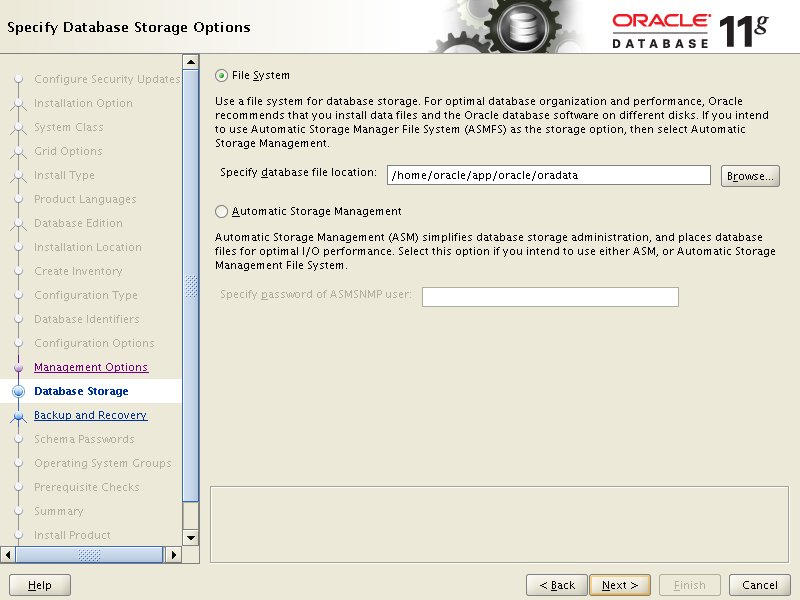 Specify Database Storage Options
ORACLE
DATABASE
11g
Configure Security Updates
Installation Option
System Class
Grid Options
Install Type
Product Languages
Database Edition
Installation Location
Create Inventory
Configuration Type
Database Identifiers
Configuration Options
Management Options
Database Storage
Backup and Recovery
Schema Passwords
Operating System Groups
Prerequisite Checks
Summary
Install Product
File System
Use a file system for database storage. For optimal database organization and performance, Oracle
recommends that you install data files and the Oracle database software on different disks. If you intend
to use Automatic Storage Manager File System (ASMFS) as the storage option, then select Automatic
Storage Management.
Specify database file location: /home/oracle/app/oracle/oradata Browse...
Automatic Storage Management
Automatic Storage Management (ASM) simplifies database storage administration, and places database
files for optimal I/O performance. Select this option if you intend to use either ASM, or Automatic Storage
Management File System.
Specify password of ASMSNMP user:
Help < Back Next > Finish Cancel